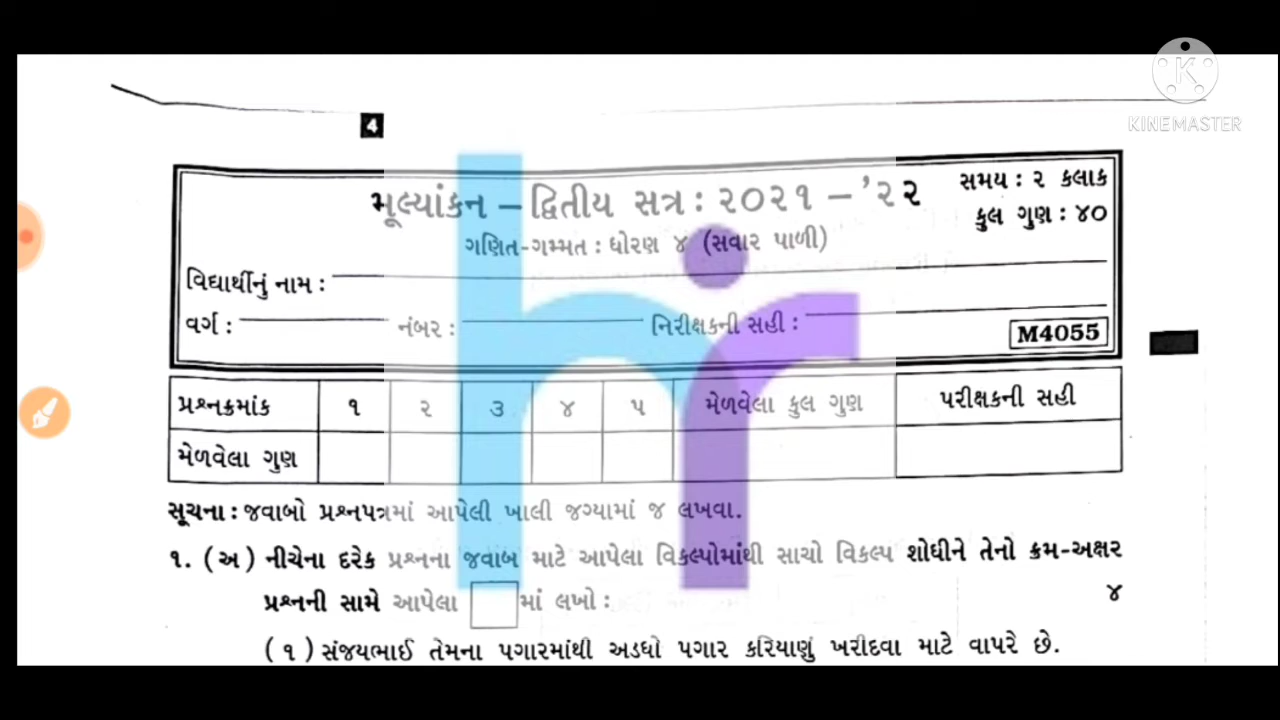 KINEMASTER
4
મૂલ્યાંકન – દ્વિતીય સત્ર : ૨૦૨૧ – '૨૨
સમય : ૨ કલાક
કુલ ગુણ : ૪૦
ગણિત-ગમ્મત : ધોરણ ૪ (સવાર પાળી)
વિદ્યાર્થીનું નામ :
વર્ગ : નંબર : નિરીક્ષકની સહી :
M4055
પ્રશ્નક્રમાંક ૧ ૨ ૩ ૪ ૫ મેળવેલા કુલ ગુણ પરીક્ષકની સહી
મેળવેલા ગુણ
સૂચના : જવાબો પ્રશ્નપત્રમાં આપેલી ખાલી જગ્યામાં જ લખવા.
૧. (અ) નીચેના દરેક પ્રશ્નના જવાબ માટે આપેલા વિકલ્પોમાંથી સાચો વિકલ્પ શોધીને તેનો ક્રમ-અક્ષર
પ્રશ્નની સામે આપેલા માં લખો : ૪
(૧) સંજયભાઈ તેમના પગારમાંથી અડધો પગાર કરિયાણું ખરીદવા માટે વાપરે છે.